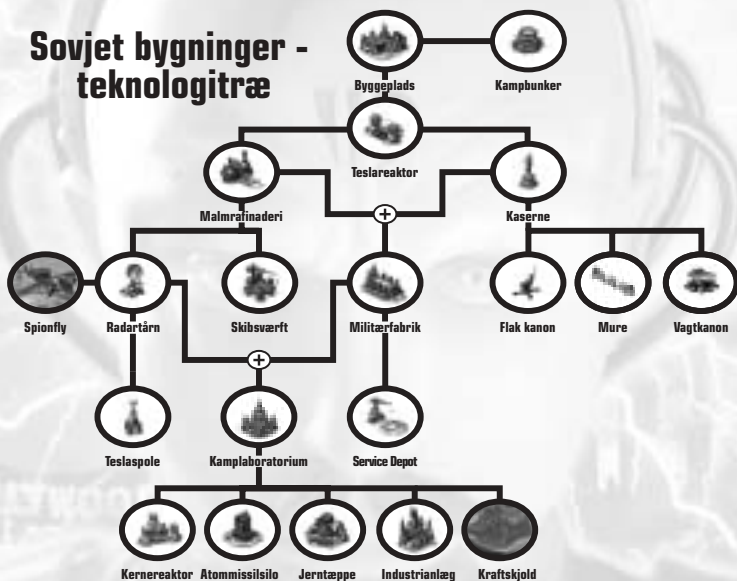 Sovjet bygninger -
teknologitræ
Byggeplads
Kampbunker
Teslareaktor
Malmrafinaderi
+
Kaserne
Spionfly
Radartårn
Skibsværft
Militærfabrik
Flak kanon
Mure
Vagtkanon
+
Teslaspole
Kamplaboratorium
Service Depot
Kernereaktor
Atommissilsilo
Jerntæppe
Industrianlæg
Kraftskjold